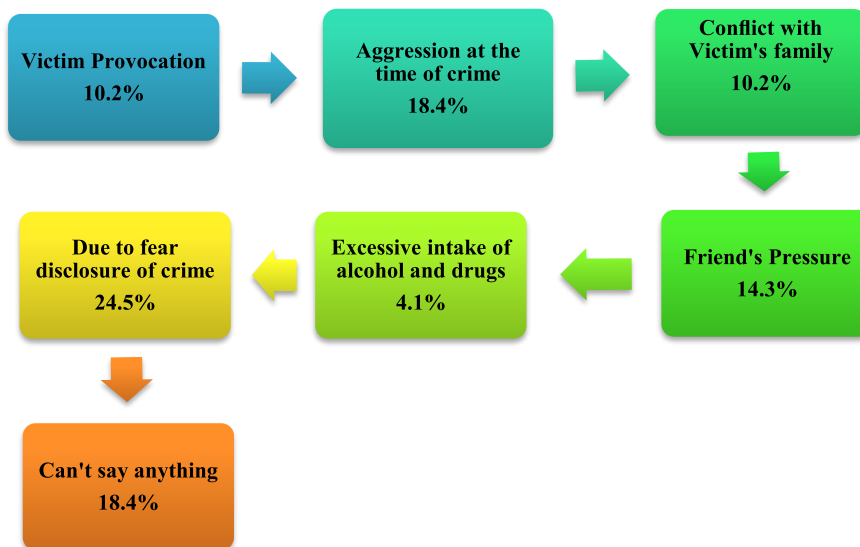 Victim Provocation
10.2%
Aggression at the
time of crime
18.4%
Conflict with
Victim's family
10.2%
Friend's Pressure
14.3%
Excessive intake of
alcohol and drugs
4.1%
Due to fear
disclosure of crime
24.5%
Can't say anything
18.4%